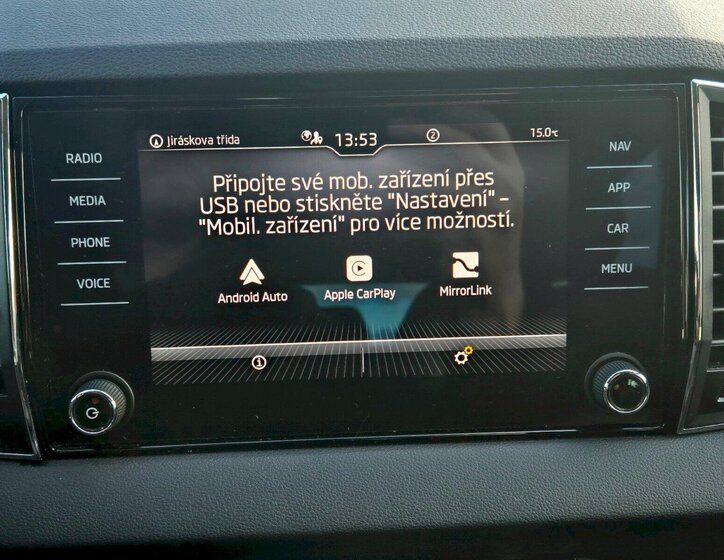 Jiráskova třída 13:53 2 15.0°C
RADIO
MEDIA
PHONE
VOICE
Připojte své mob. zařízení přes
USB nebo stiskněte "Nastavení" –
"Mobil. zařízení" pro více možností.
Android Auto
Apple CarPlay
MirrorLink
NAV
APP
CAR
MENU